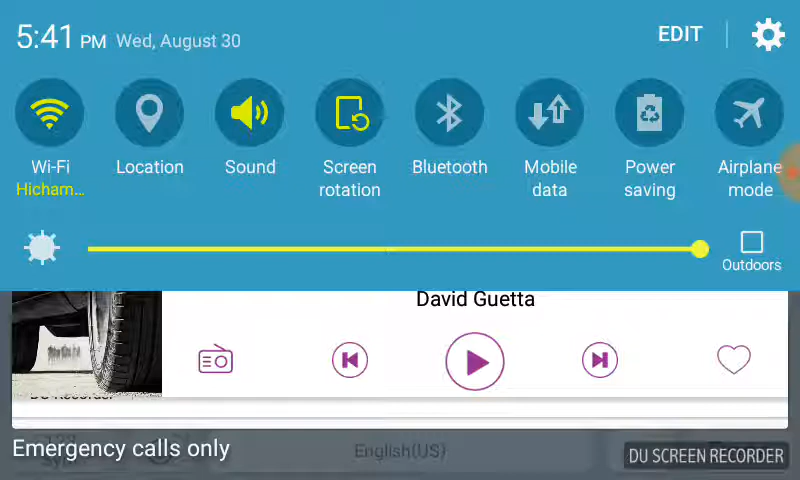 5:41 PM Wed, August 30
EDIT
Wi-Fi
Hicham...
Location
Sound
Screen
rotation
Bluetooth
Mobile
data
Power
saving
Airplane
mode
Outdoors
David Guetta
Emergency calls only
English(US)
DU SCREEN RECORDER